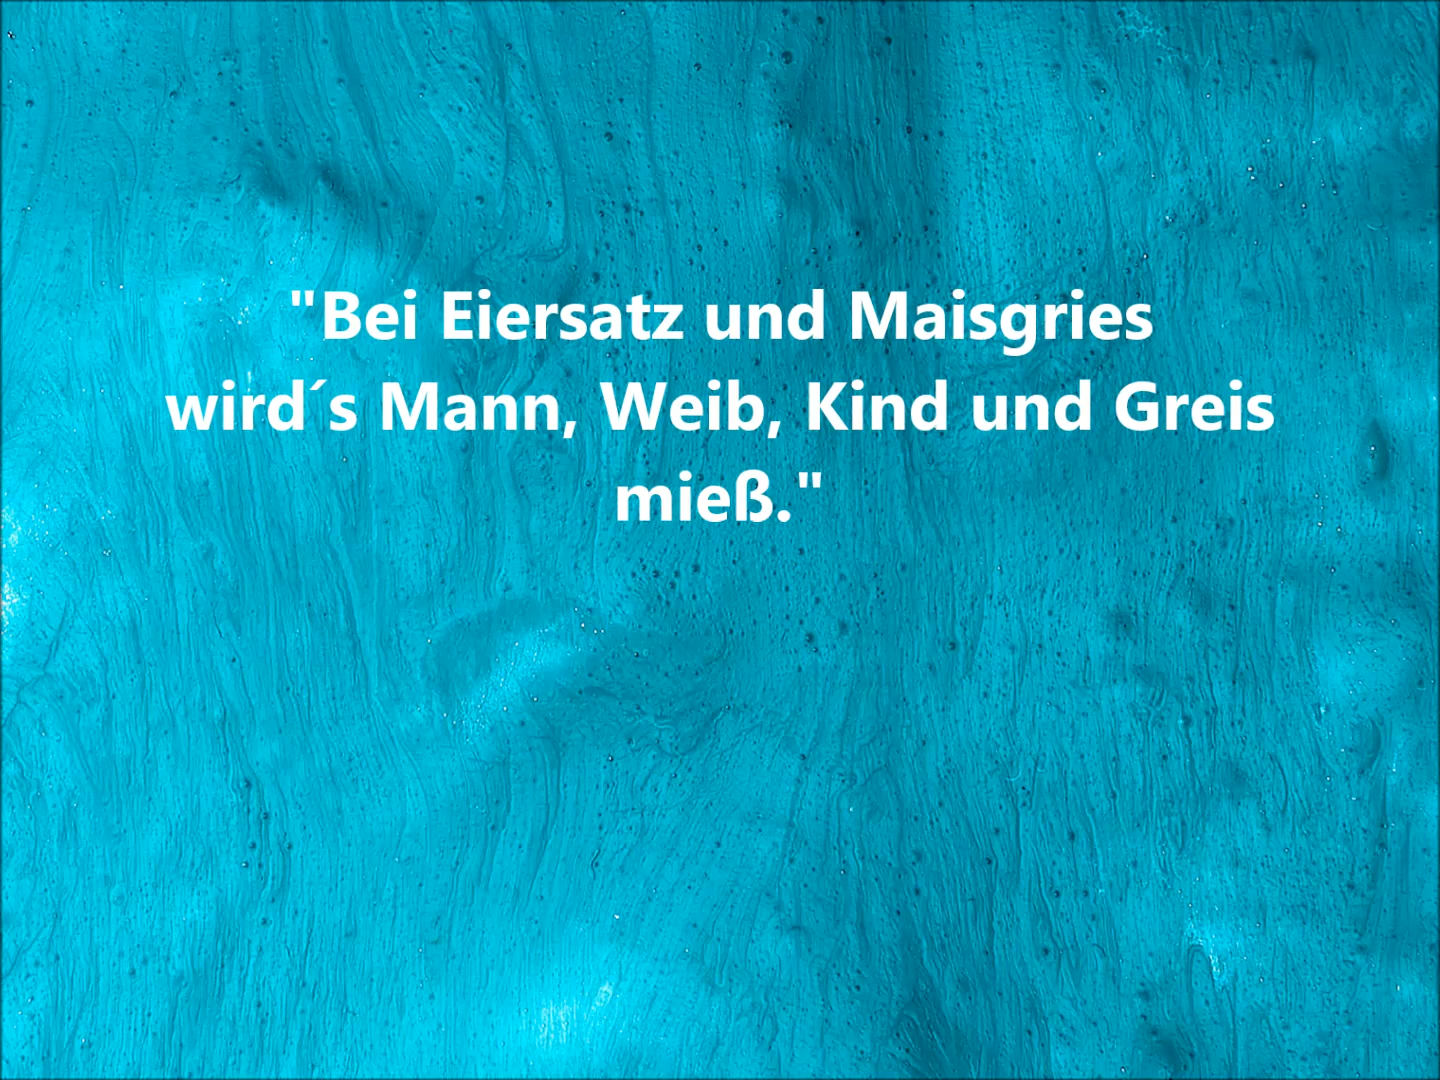 "Bei Eiersatz und Maisgries
wird´s Mann, Weib, Kind und Greis
mieß."